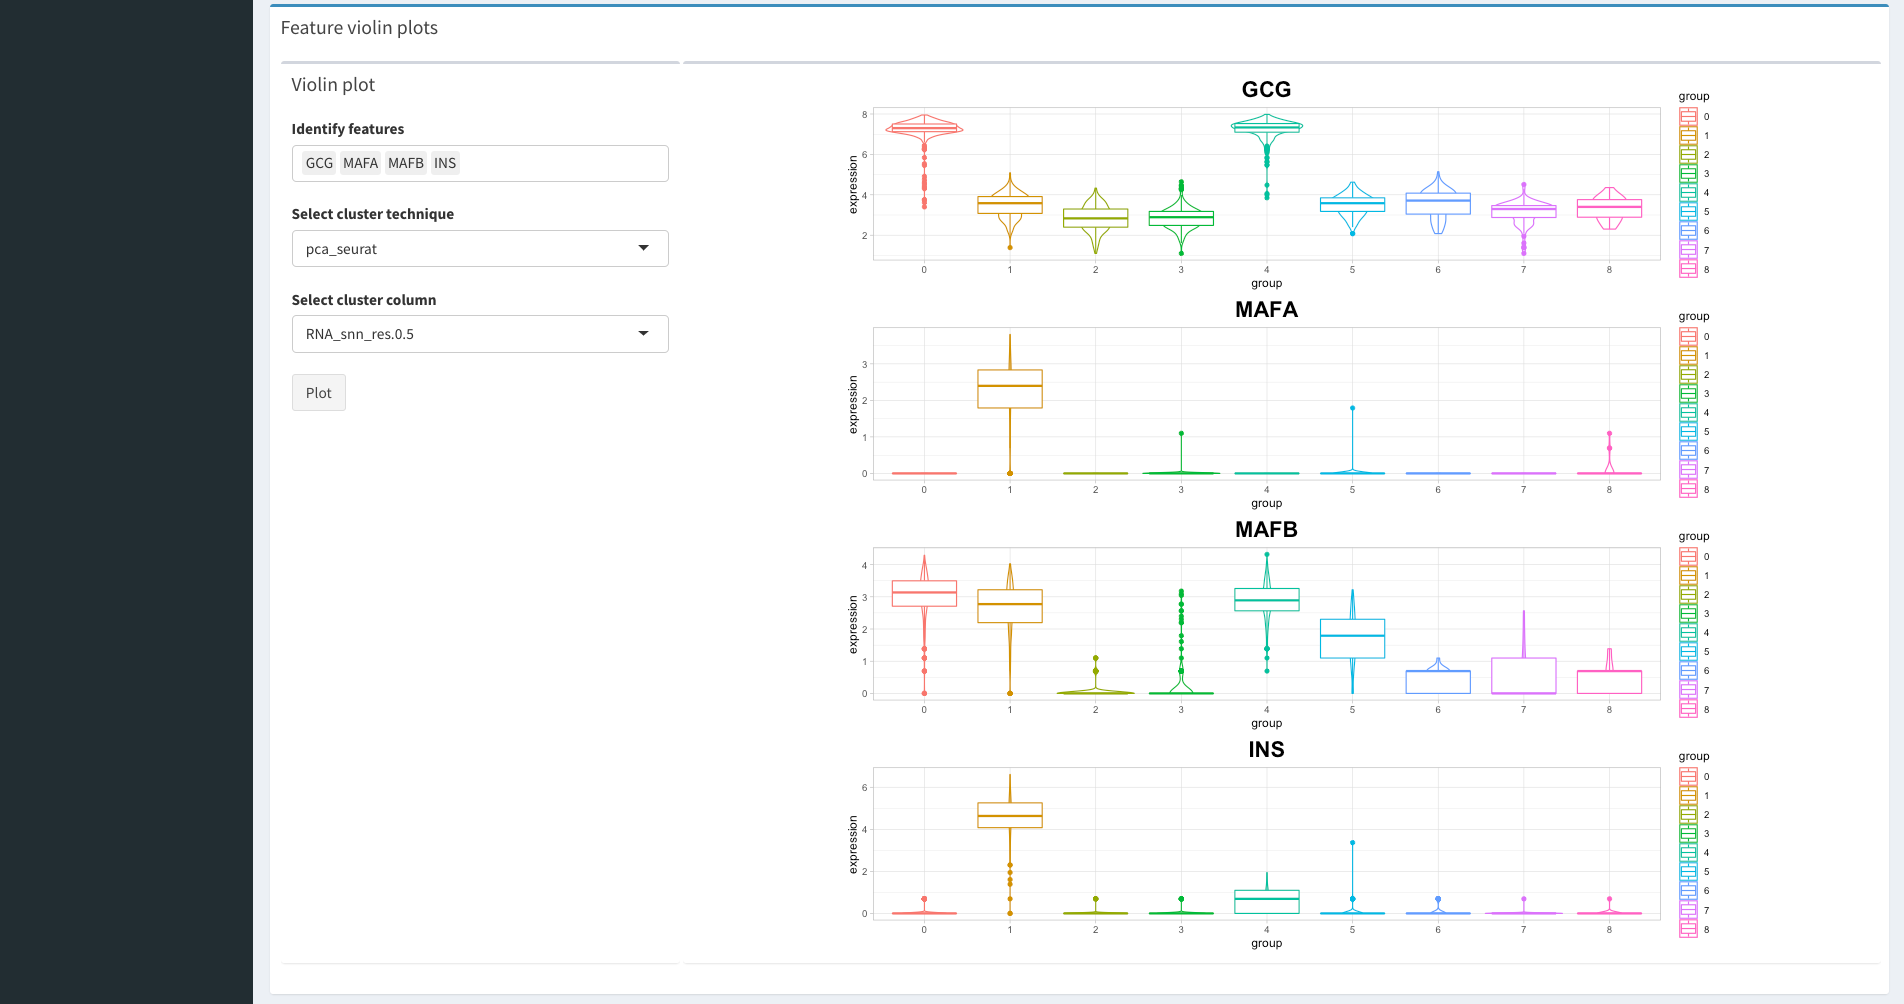 Feature violin plots
Violin plot
Identify features
GCG MAFA MAFB INS
Select cluster technique
pca_seurat
Select cluster column
RNA_snn_res.0.5
Plot
GCG
expression
8
6
4
2
0 1 2 3 4 5 6 7 8
group
group
0
1
2
3
4
5
6
7
8
MAFA
expression
3
2
1
0
0 1 2 3 4 5 6 7 8
group
group
0
1
2
3
4
5
6
7
8
MAFB
expression
4
3
2
1
0
0 1 2 3 4 5 6 7 8
group
group
0
1
2
3
4
5
6
7
8
INS
expression
6
4
2
0
0 1 2 3 4 5 6 7 8
group
group
0
1
2
3
4
5
6
7
8